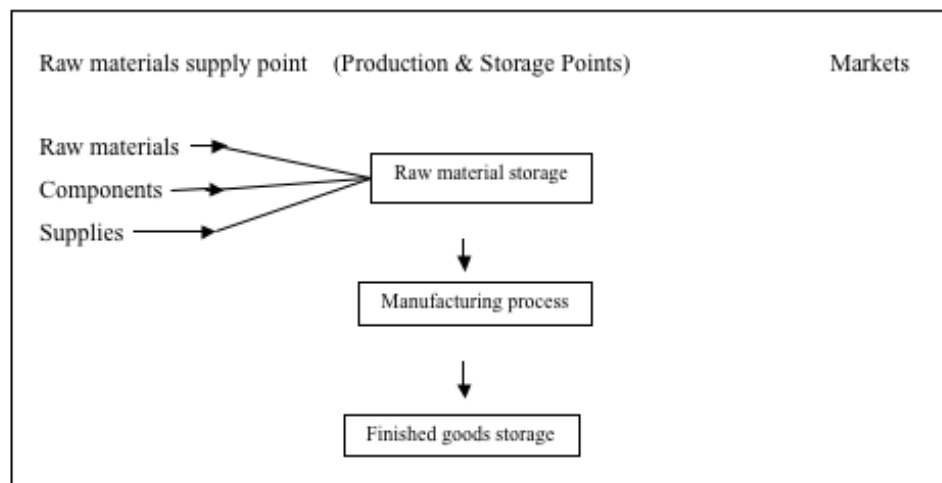 Raw materials supply point (Production & Storage Points) Markets
Raw materials
Components
Supplies
Raw material storage
Manufacturing process
Finished goods storage